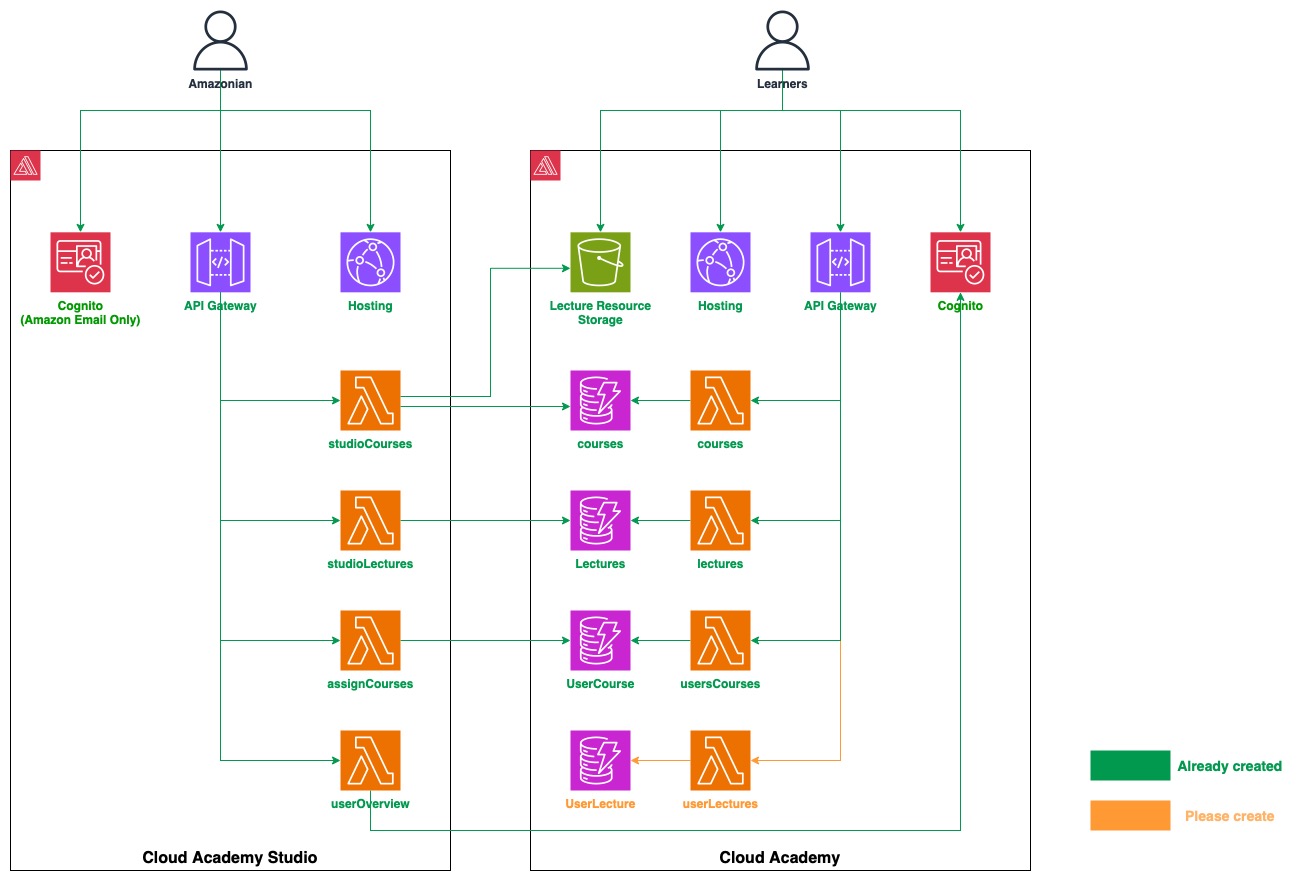 Amazonian
Learners
Cognito
(Amazon Email Only)
API Gateway
Hosting
Lecture Resource
Storage
Hosting
API Gateway
Cognito
studioCourses
courses
courses
studioLectures
Lectures
lectures
assignCourses
UserCourse
usersCourses
userOverview
UserLecture
userLectures
Already created
Please create
Cloud Academy Studio
Cloud Academy